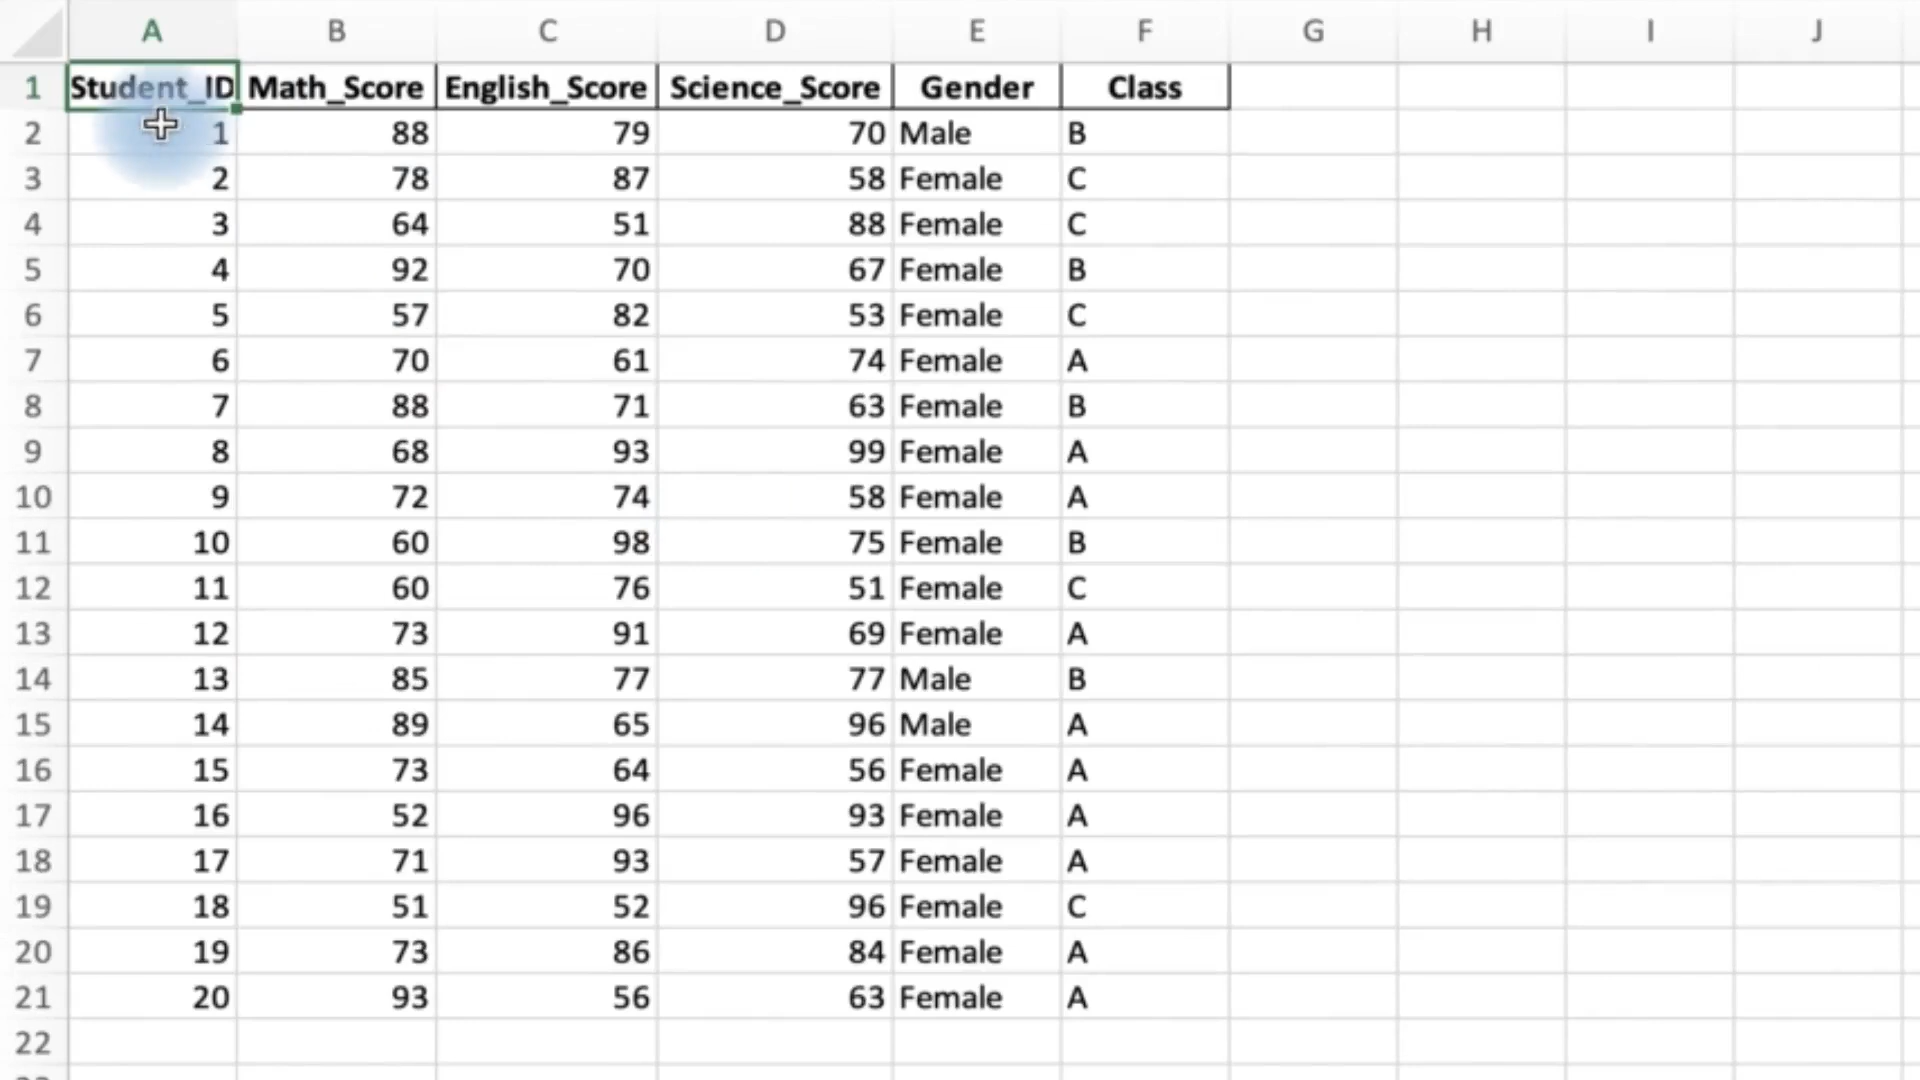 A B C D E F G H I J
1 Student_ID Math_Score English_Score Science_Score Gender Class
2 1 88 79 70 Male B
3 2 78 87 58 Female C
4 3 64 51 88 Female C
5 4 92 70 67 Female B
6 5 57 82 53 Female C
7 6 70 61 74 Female A
8 7 88 71 63 Female B
9 8 68 93 99 Female A
10 9 72 74 58 Female A
11 10 60 98 75 Female B
12 11 60 76 51 Female C
13 12 73 91 69 Female A
14 13 85 77 77 Male B
15 14 89 65 96 Male A
16 15 73 64 56 Female A
17 16 52 96 93 Female A
18 17 71 93 57 Female A
19 18 51 52 96 Female C
20 19 73 86 84 Female A
21 20 93 56 63 Female A
22